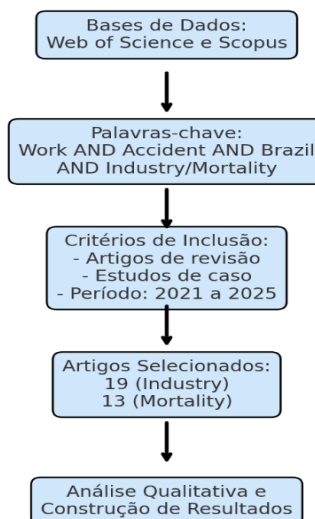 Bases de Dados:
Web of Science e Scopus
Palavras-chave:
Work AND Accident AND Brazil
AND Industry/Mortality
Critérios de Inclusão:
- Artigos de revisão
- Estudos de caso
- Período: 2021 a 2025
Artigos Selecionados:
19 (Industry)
13 (Mortality)
Análise Qualitativa e
Construção de Resultados